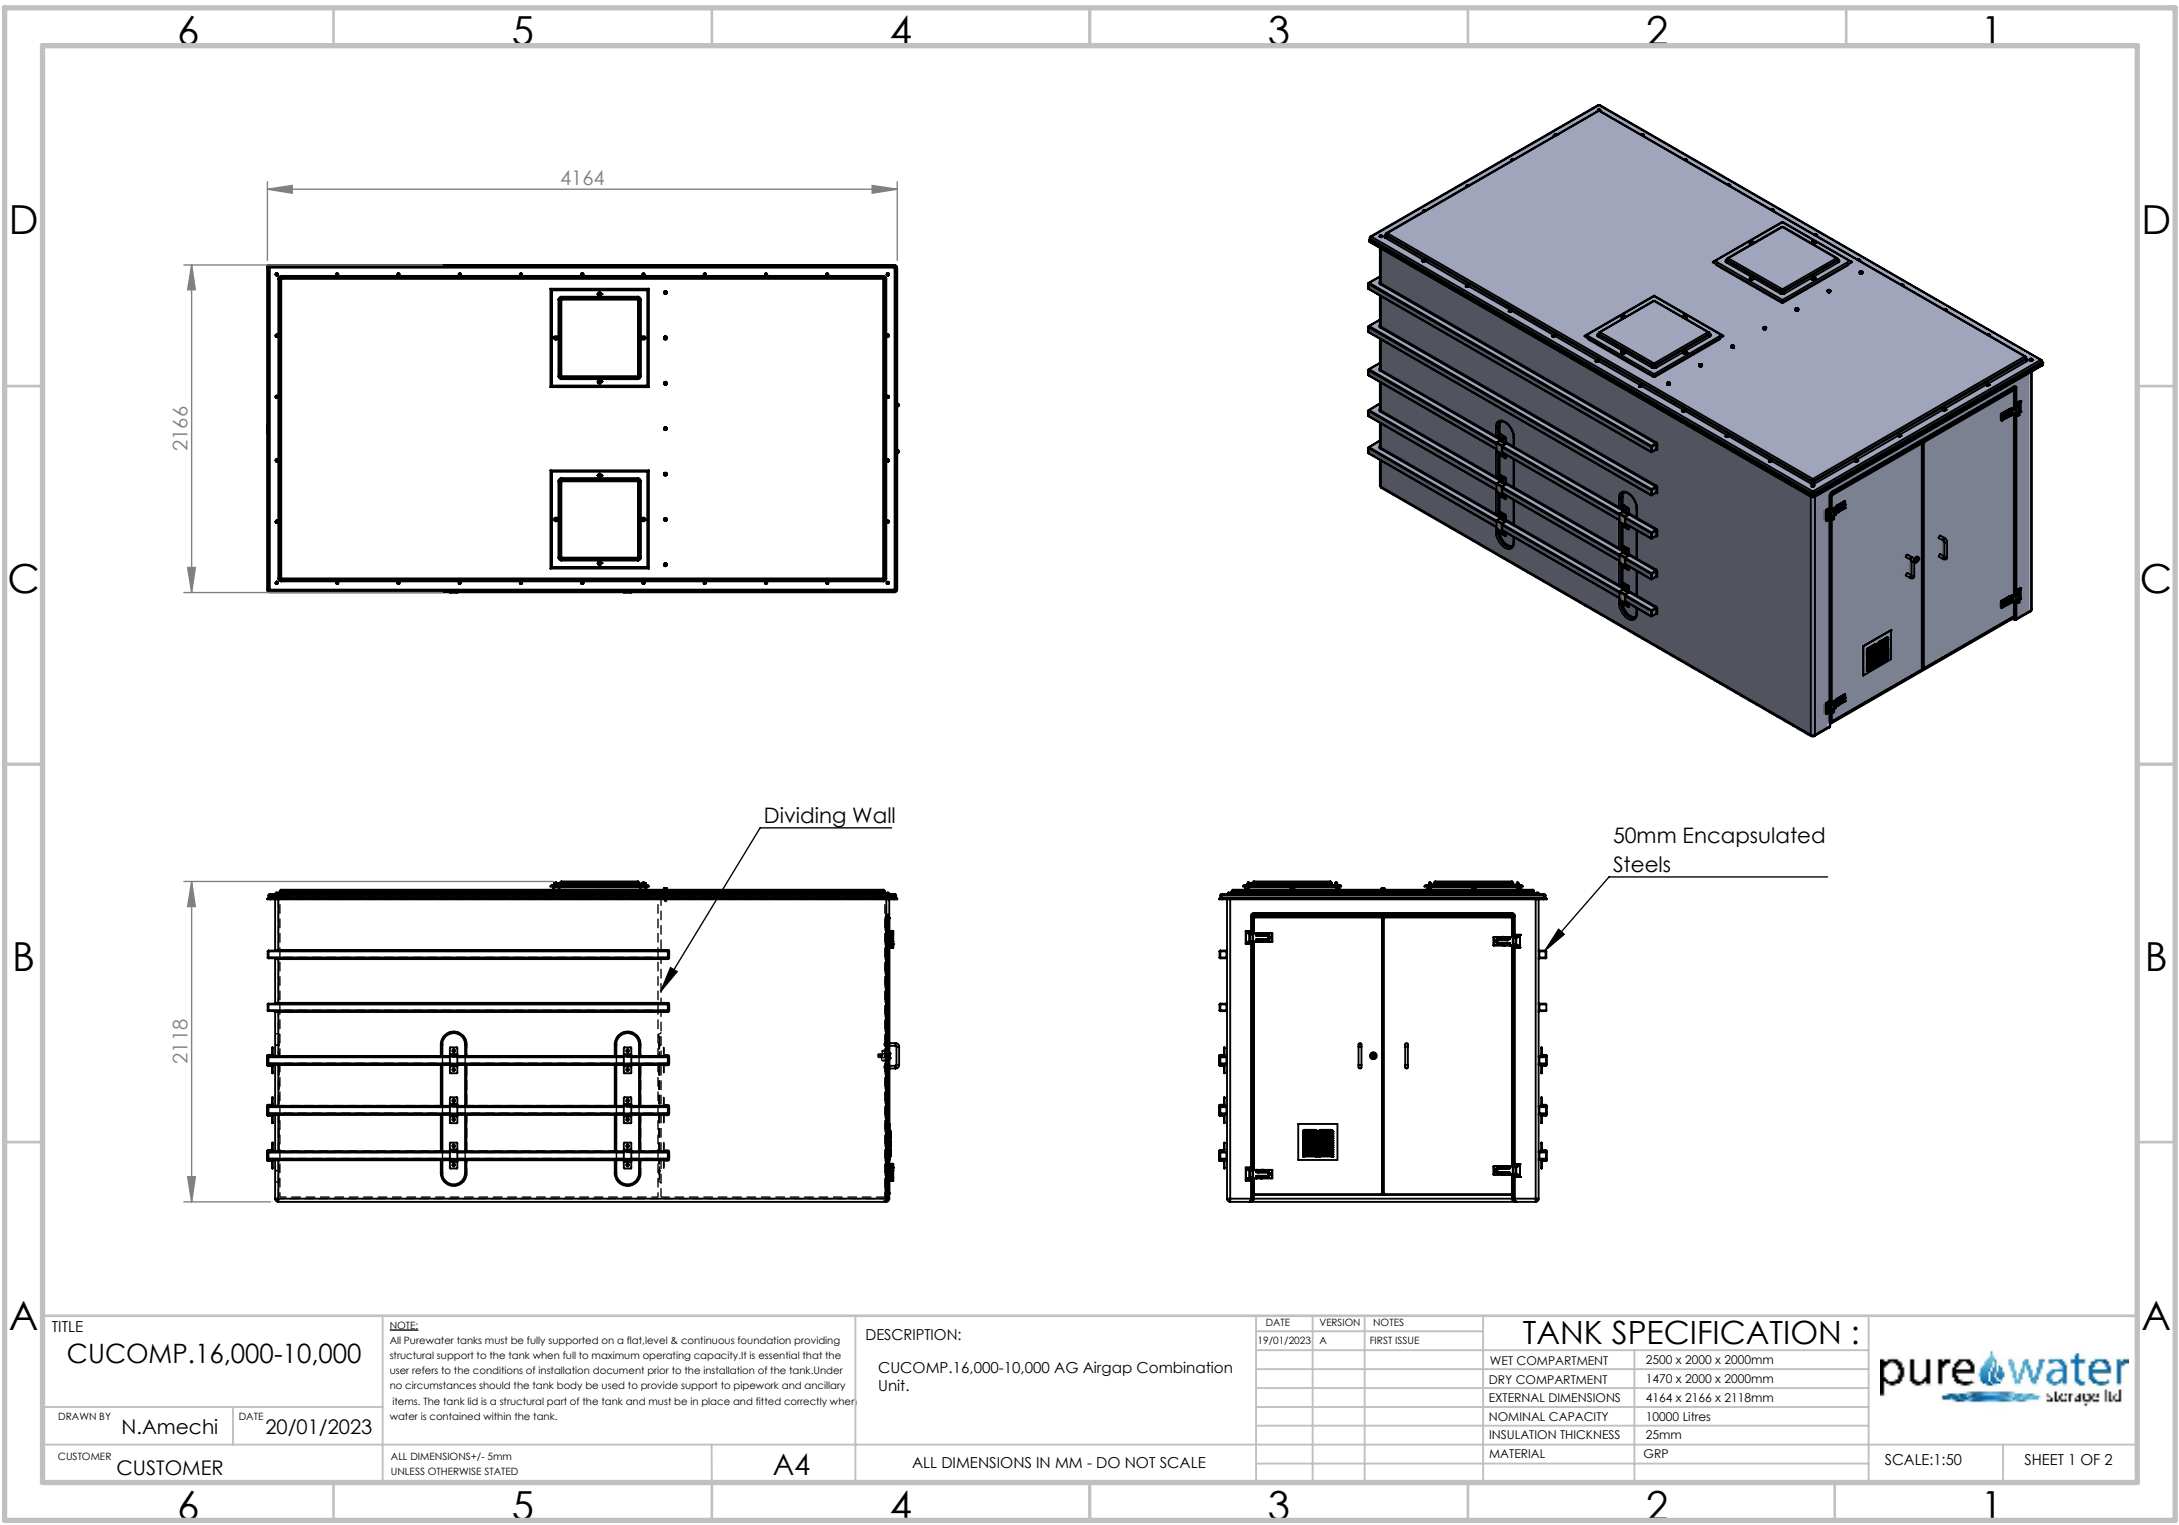 6 5 4 3 2 1
4164
D D
2166
C C
Dividing Wall
50mm Encapsulated
Steels
B B
2118
A A
TITLE
CUCOMP.16,000-10,000
DRAWN BY N.Amechi DATE 20/01/2023
CUSTOMER CUSTOMER
NOTE:
All Purewater tanks must be fully supported on a flat,level & continuous foundation providing
structural support to the tank when full to maximum operating capacity.It is essential that the
user refers to the conditions of installation document prior to the installation of the tank.Under
no circumstances should the tank body be used to provide support to pipework and ancillary
items. The tank lid is a structural part of the tank and must be in place and fitted correctly when
water is contained within the tank.
ALL DIMENSIONS+/- 5mm
UNLESS OTHERWISE STATED
A4
DESCRIPTION:
CUCOMP.16,000-10,000 AG Airgap Combination
Unit.
ALL DIMENSIONS IN MM - DO NOT SCALE
DATE VERSION NOTES
19/01/2023 A FIRST ISSUE
TANK SPECIFICATION :
WET COMPARTMENT 2500 x 2000 x 2000mm
DRY COMPARTMENT 1470 x 2000 x 2000mm
EXTERNAL DIMENSIONS 4164 x 2166 x 2118mm
NOMINAL CAPACITY 10000 Litres
INSULATION THICKNESS 25mm
MATERIAL GRP
pure water
storage ltd
SCALE:1:50 SHEET 1 OF 2
6 5 4 3 2 1